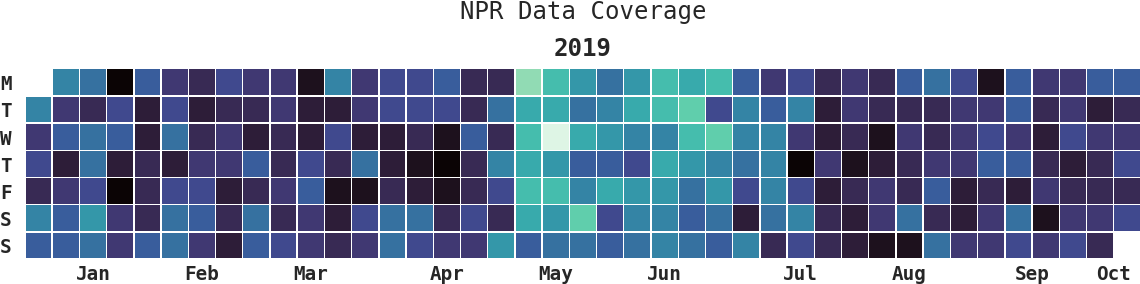 NPR Data Coverage
2019
M
T
W
T
F
S
S
Jan Feb Mar Apr May Jun Jul Aug Sep Oct